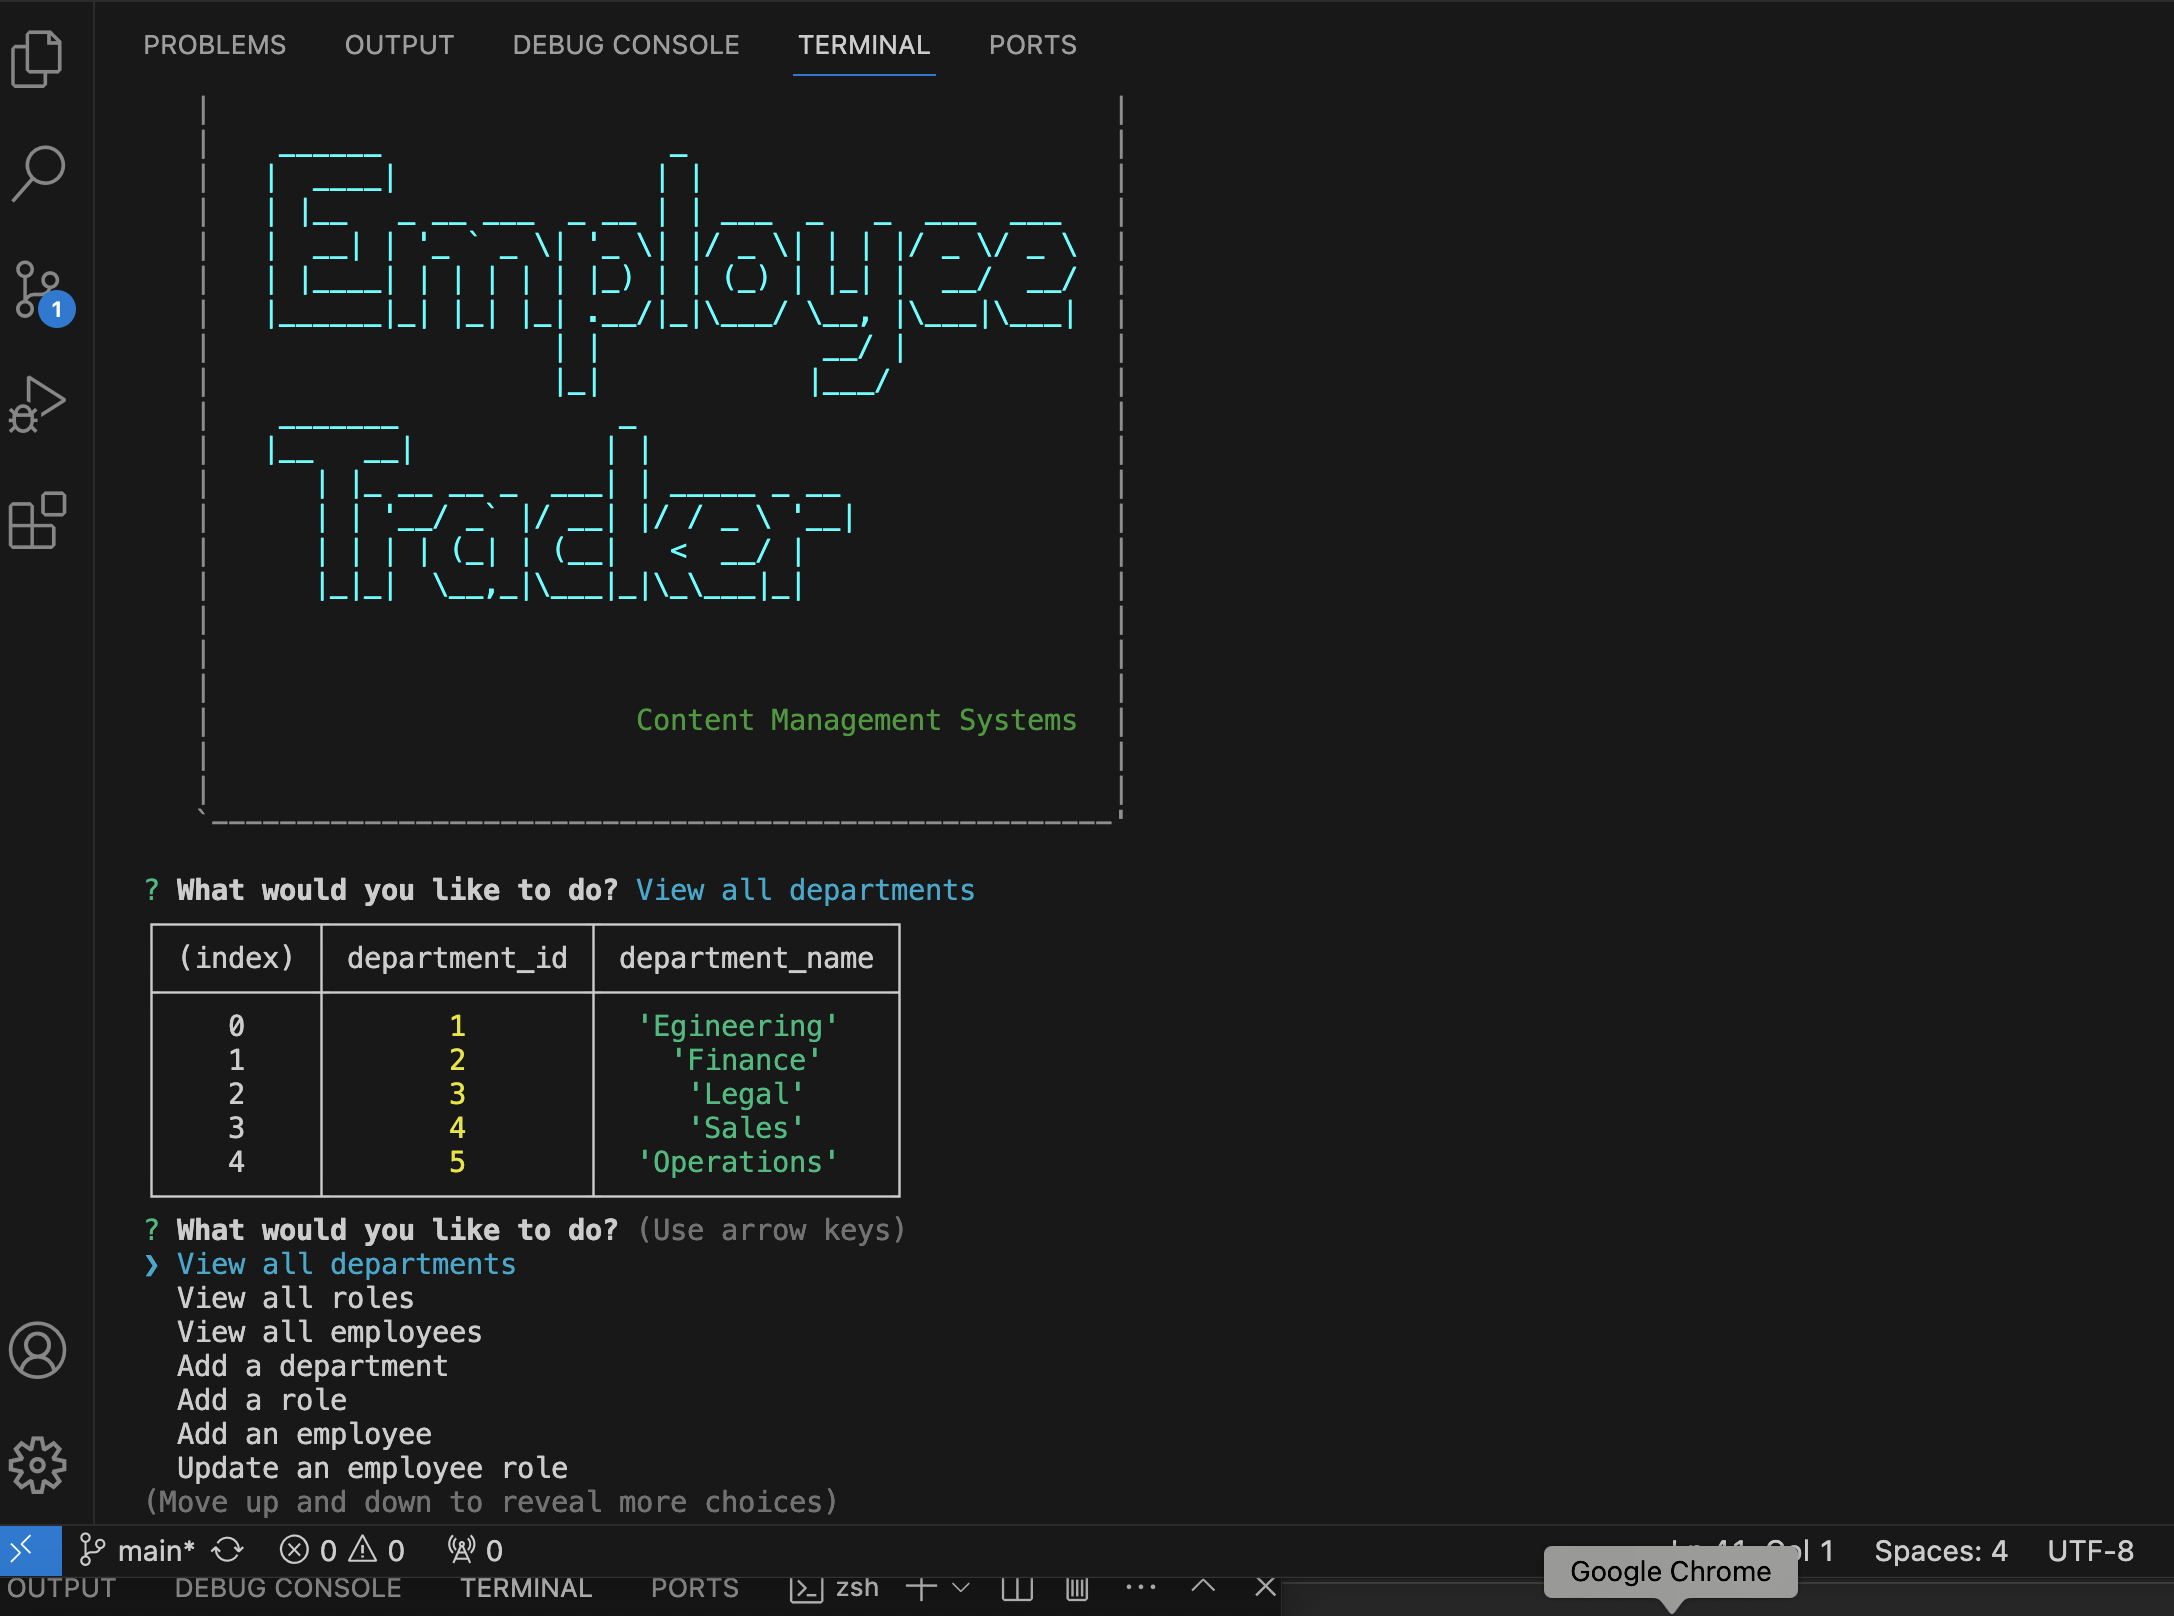 PROBLEMS OUTPUT DEBUG CONSOLE TERMINAL PORTS
Employee
Tracker
Content Management Systems
? What would you like to do? View all departments
(index) department_id department_name
0 1 'Egineering'
1 2 'Finance'
2 3 'Legal'
3 4 'Sales'
4 5 'Operations'
? What would you like to do? (Use arrow keys)
❯ View all departments
View all roles
View all employees
Add a department
Add a role
Add an employee
Update an employee role
(Move up and down to reveal more choices)
1
main* 0 0 0 Col 1 Spaces: 4 UTF-8
Google Chrome
OUTPUT DEBUG CONSOLE TERMINAL PORTS zsh